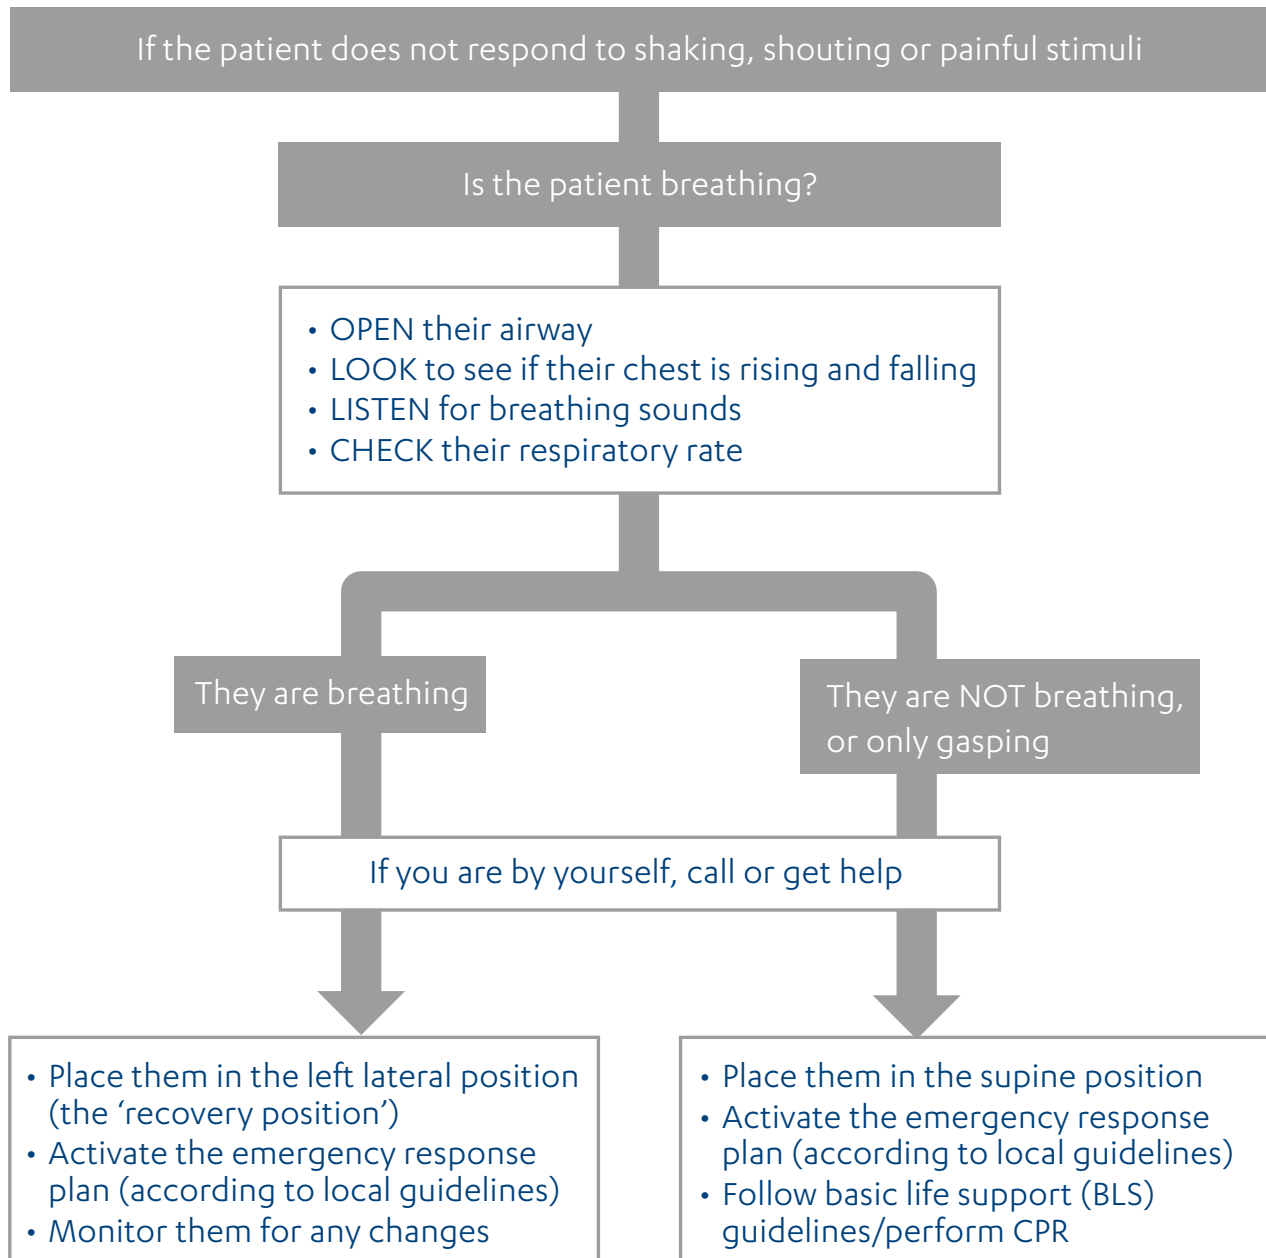 If the patient does not respond to shaking, shouting or painful stimuli
Is the patient breathing?
• OPEN their airway
• LOOK to see if their chest is rising and falling
• LISTEN for breathing sounds
• CHECK their respiratory rate
They are breathing
They are NOT breathing,
or only gasping
If you are by yourself, call or get help
• Place them in the left lateral position
(the ‘recovery position’)
• Activate the emergency response
plan (according to local guidelines)
• Monitor them for any changes
• Place them in the supine position
• Activate the emergency response
plan (according to local guidelines)
• Follow basic life support (BLS)
guidelines/perform CPR